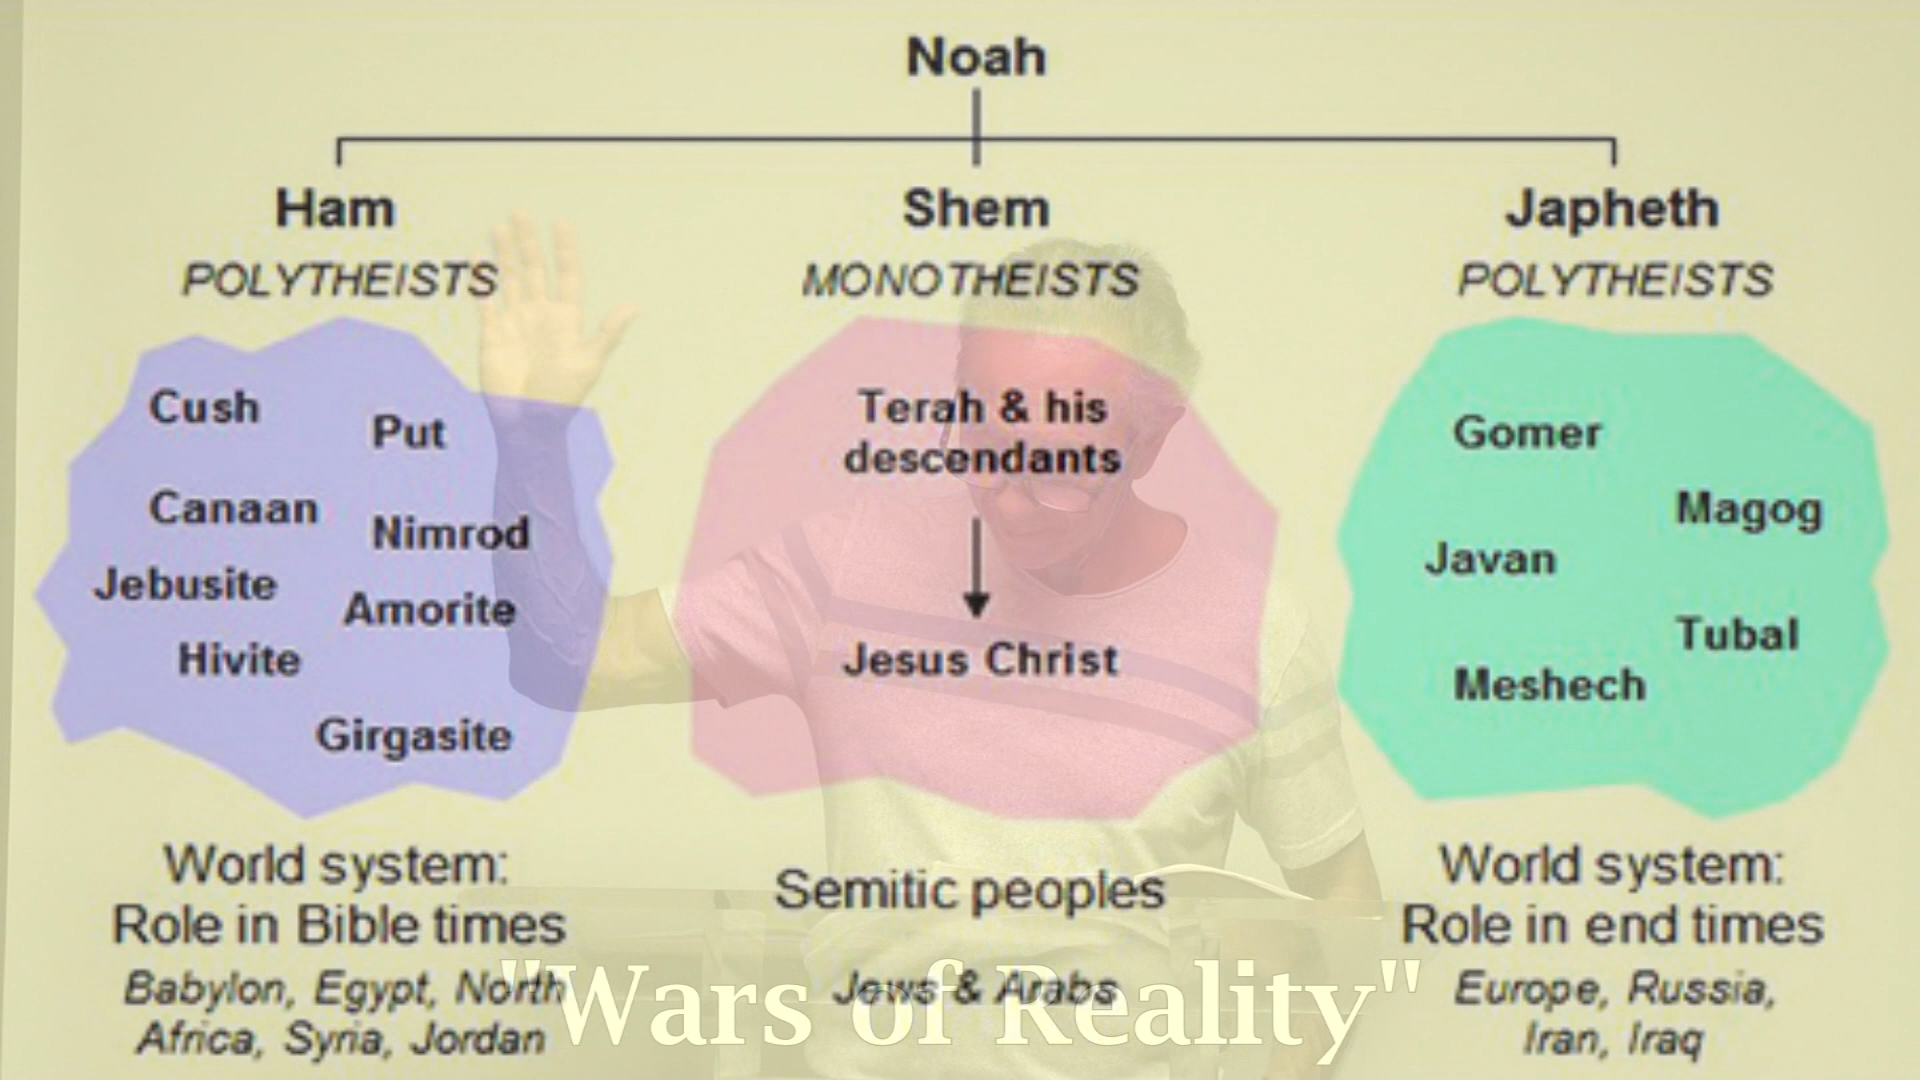 Noah
Ham
POLYTHEISTS
Cush
Put
Canaan
Nimrod
Jebusite
Amorite
Hivite
Girgasite
World system:
Role in Bible times
Babylon, Egypt, North
Africa, Syria, Jordan
Shem
MONOTHEISTS
Terah & his
descendants
Jesus Christ
Semitic peoples
Jews & Arabs
Japheth
POLYTHEISTS
Gomer
Magog
Javan
Tubal
Meshech
World system:
Role in end times
Europe, Russia,
Iran, Iraq
"Wars of Reality"